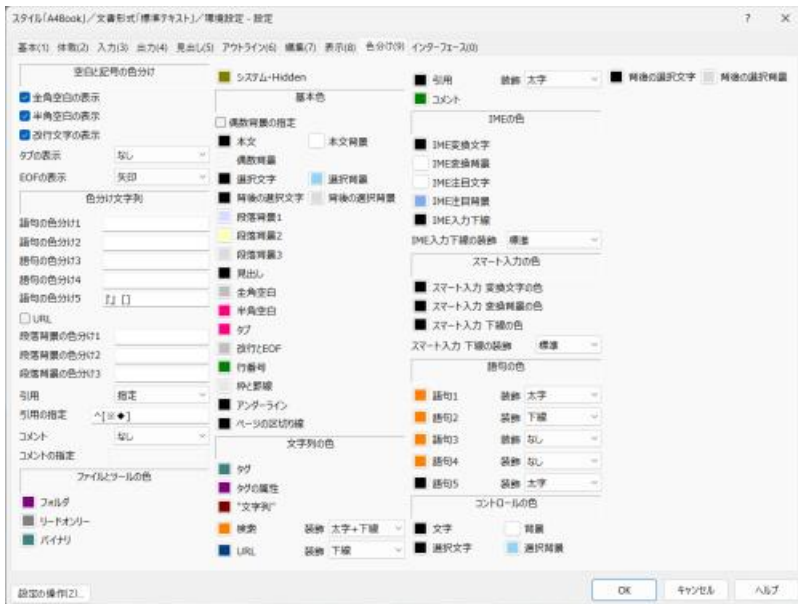 スタイル「A4Book」／文書形式「標準テキスト」／環境設定 - 設定
基本(1) 体裁(2) 入力(3) 出力(4) 見出し(5) アウトライン(6) 編集(7) 表示(8) 色分け(9) インターフェース(0)
空白と記号の色分け
全角空白の表示
半角空白の表示
改行文字の表示
タブの表示 なし
EOFの表示 矢印
色分け文字列
語句の色分け1
語句の色分け2
語句の色分け3
語句の色分け4
語句の色分け5 『』 []
URL
段落背景の色分け1
段落背景の色分け2
段落背景の色分け3
引用 指定
引用の指定 ^[※◆]
コメント なし
コメントの指定
ファイルとツールの色
フォルダ
リードオンリー
バイナリ
システム・Hidden
基本色
偶数背景の指定
本文 本文背景
偶数背景
選択文字 選択背景
背後の選択文字 背後の選択背景
段落背景1
段落背景2
段落背景3
見出し
全角空白
半角空白
タブ
改行とEOF
行番号
枠と罫線
アンダーライン
ページの区切り線
文字列の色
タグ
タグの属性
"文字列"
検索 装飾 太字+下線
URL 装飾 下線
引用 装飾 太字
コメント
IMEの色
IME変換文字
IME変換背景
IME注目文字
IME注目背景
IME入力下線
IME入力下線の装飾 標準
スマート入力の色
スマート入力 変換文字の色
スマート入力 変換背景の色
スマート入力 下線の色
スマート入力 下線の装飾 標準
語句の色
語句1 装飾 太字
語句2 装飾 下線
語句3 装飾 なし
語句4 装飾 なし
語句5 装飾 太字
コントロールの色
文字 背景
選択文字 選択背景
背後の選択文字 背後の選択背景
設定の操作(Z)...
OK キャンセル ヘルプ